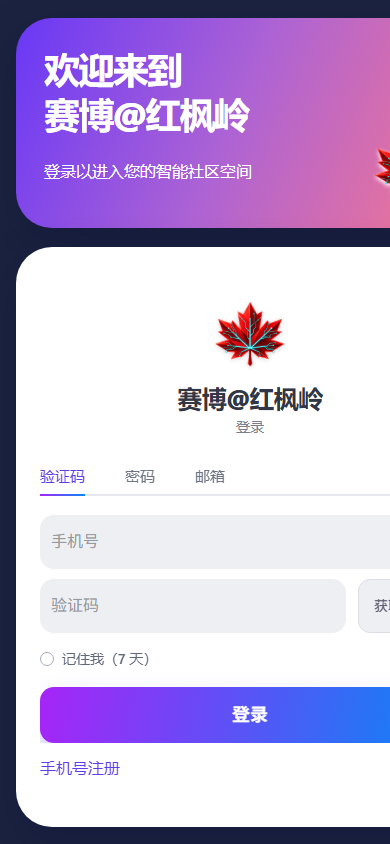 欢迎来到
赛博@红枫岭
登录以进入您的智能社区空间
赛博@红枫岭
登录
验证码 密码 邮箱
手机号
验证码 获
记住我（7 天）
登录
手机号注册